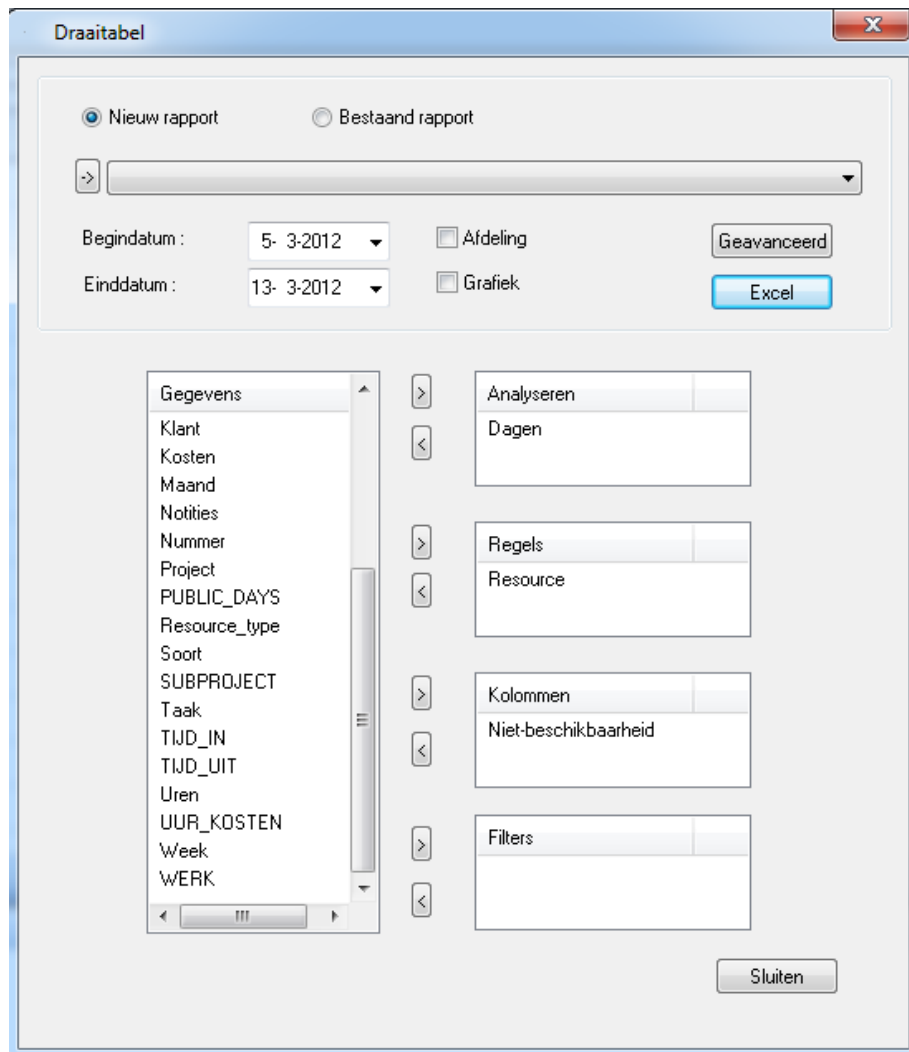 Draaitabel
Nieuw rapport
Bestaand rapport
->
Begindatum :
5- 3-2012
Afdeling
Geavanceerd
Einddatum :
13- 3-2012
Grafiek
Excel
Gegevens
Klant
Kosten
Maand
Notities
Nummer
Project
PUBLIC_DAYS
Resource_type
Soort
SUBPROJECT
Taak
TIJD_IN
TIJD_UIT
Uren
UUR_KOSTEN
Week
WERK
>
<
Analyseren
Dagen
>
<
Regels
Resource
>
<
Kolommen
Niet-beschikbaarheid
>
<
Filters
Sluiten